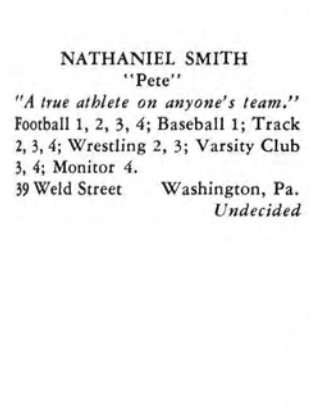 NATHANIEL SMITH
"Pete"
"A true athlete on anyone's team."
Football 1, 2, 3, 4; Baseball 1; Track
2, 3, 4; Wrestling 2, 3; Varsity Club
3, 4; Monitor 4.
39 Weld Street Washington, Pa.
Undecided